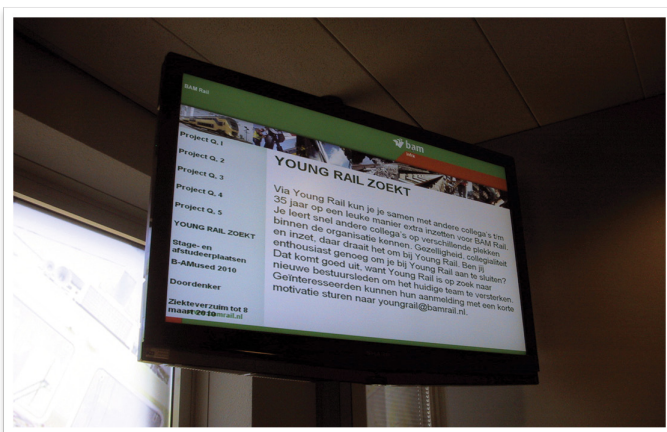 BAM Rail
bam
Project Q. 1
Project Q. 2
Project Q. 3
Project Q. 4
Project Q. 5
YOUNG RAIL ZOEKT
Stage- en
afstudeerplaatsen
B-AMused 2010
Doordenker
Ziekteverzuim tot 8
maart 2010
YOUNG RAIL ZOEKT
Via Young Rail kun je je samen met andere collega's t/m
35 jaar op een leuke manier extra inzetten voor BAM Rail.
Je leert snel andere collega's op verschillende plekken
binnen de organisatie kennen. Gezelligheid, collegialiteit
en inzet, daar draait het om bij Young Rail. Ben jij
enthousiast genoeg om je bij Young Rail aan te sluiten?
Dat komt goed uit, want Young Rail is op zoek naar
nieuwe bestuursleden om het huidige team te versterken.
Geïnteresseerden kunnen hun aanmelding met een korte
motivatie sturen naar youngrail@bamrail.nl.